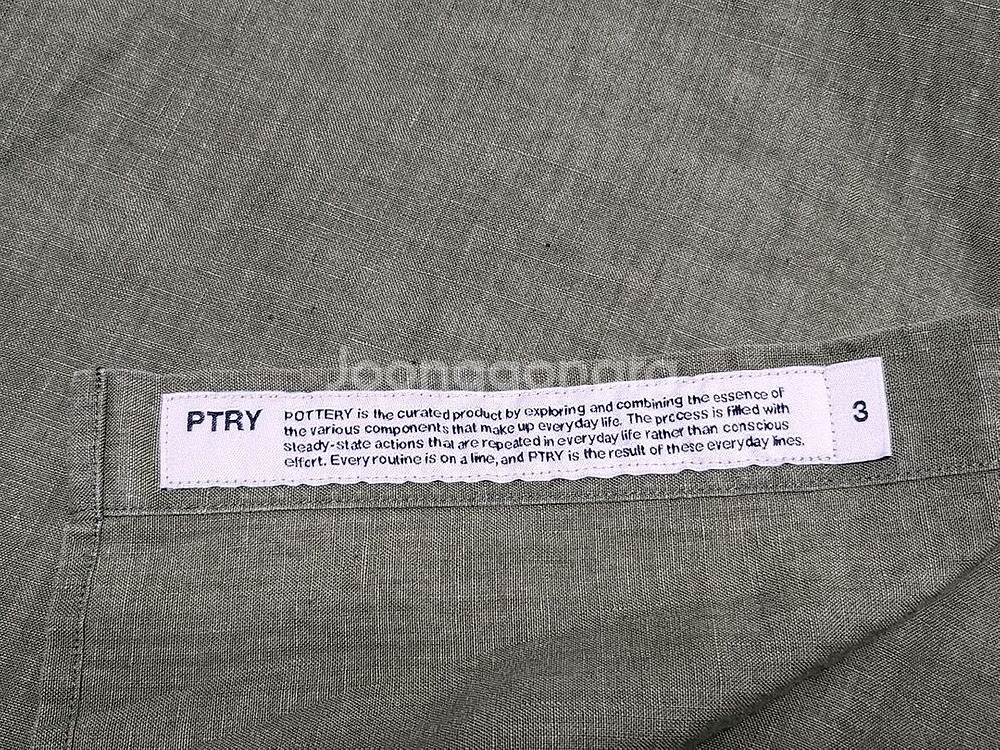 Joonggonara
PTRY
POTTERY is the curated product by exploring and combining the essence of
the various components that make up everyday life. The process is filled with
steady-state actions that are repeated in everyday life rather than conscious
effort. Every routine is on a line, and PTRY is the result of these everyday lines.
3